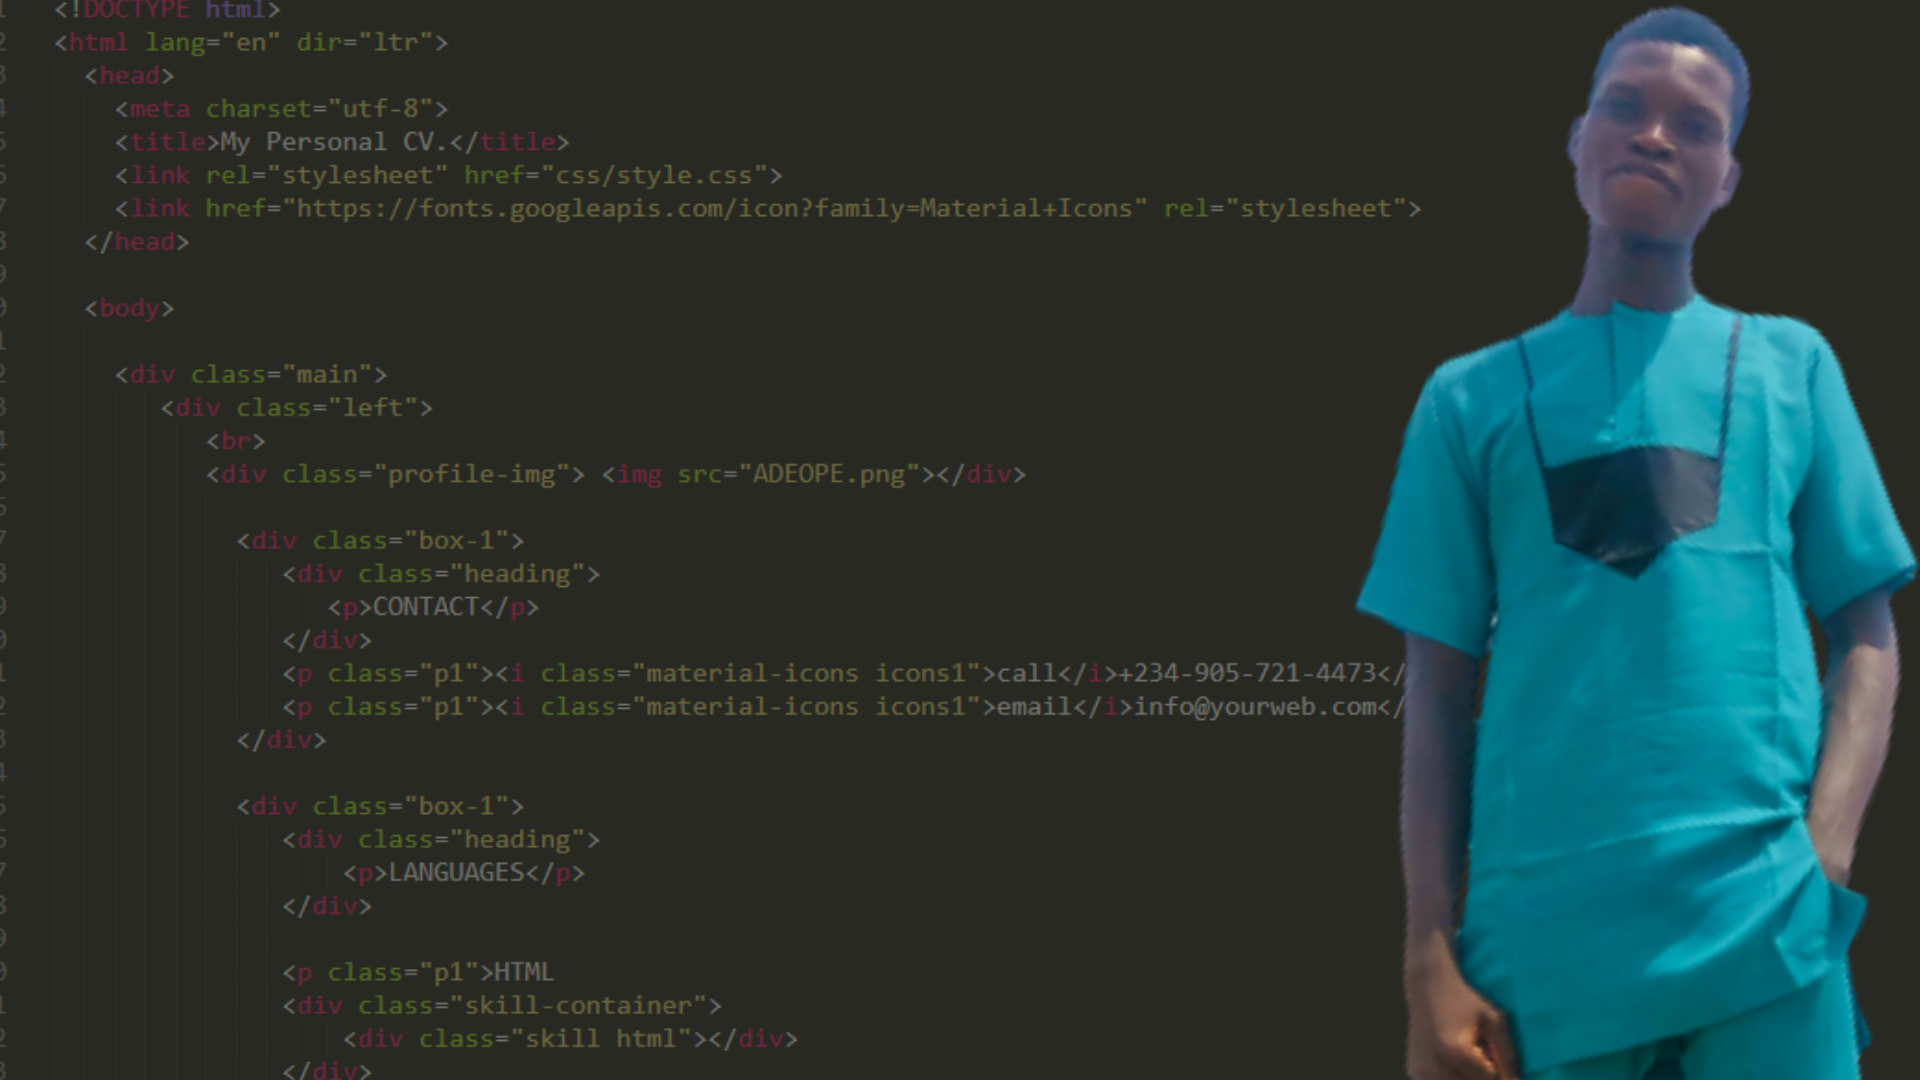 <!DOCTYPE html>
<html lang="en" dir="ltr">
<head>
<meta charset="utf-8">
<title>My Personal CV.</title>
<link rel="stylesheet" href="css/style.css">
<link href="https://fonts.googleapis.com/icon?family=Material+Icons" rel="stylesheet">
</head>
<body>
<div class="main">
<div class="left">
<br>
<div class="profile-img"> <img src="ADEOPE.png"></div>
<div class="box-1">
<div class="heading">
<p>CONTACT</p>
</div>
<p class="p1"><i class="material-icons icons1">call</i>+234-905-721-4473</
<p class="p1"><i class="material-icons icons1">email</i>info@yourweb.com</
</div>
<div class="box-1">
<div class="heading">
<p>LANGUAGES</p>
</div>
<p class="p1">HTML
<div class="skill-container">
<div class="skill html"></div>
</div>